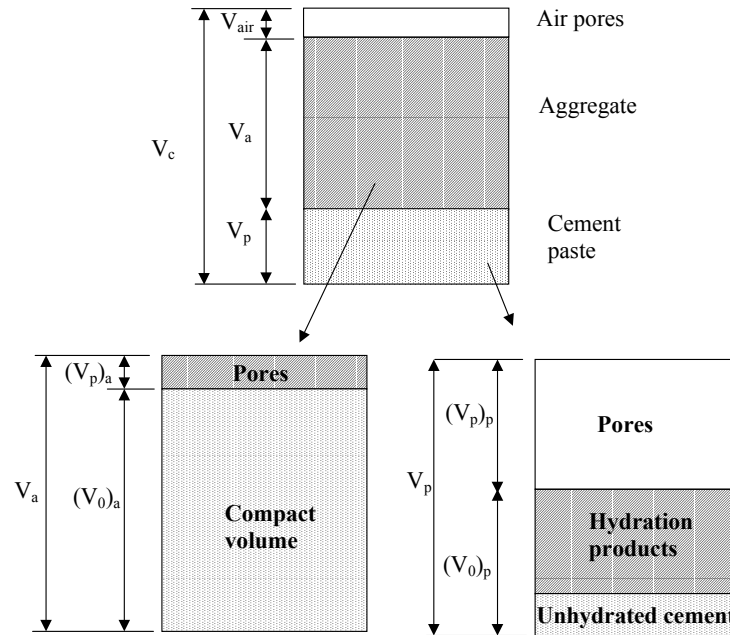 V_air
Air pores
Aggregate
V_a
V_c
V_p
Cement
paste
(V_p)_a
Pores
V_a
(V_0)_a
Compact
volume
(V_p)_p
Pores
V_p
Hydration
products
(V_0)_p
Unhydrated cement